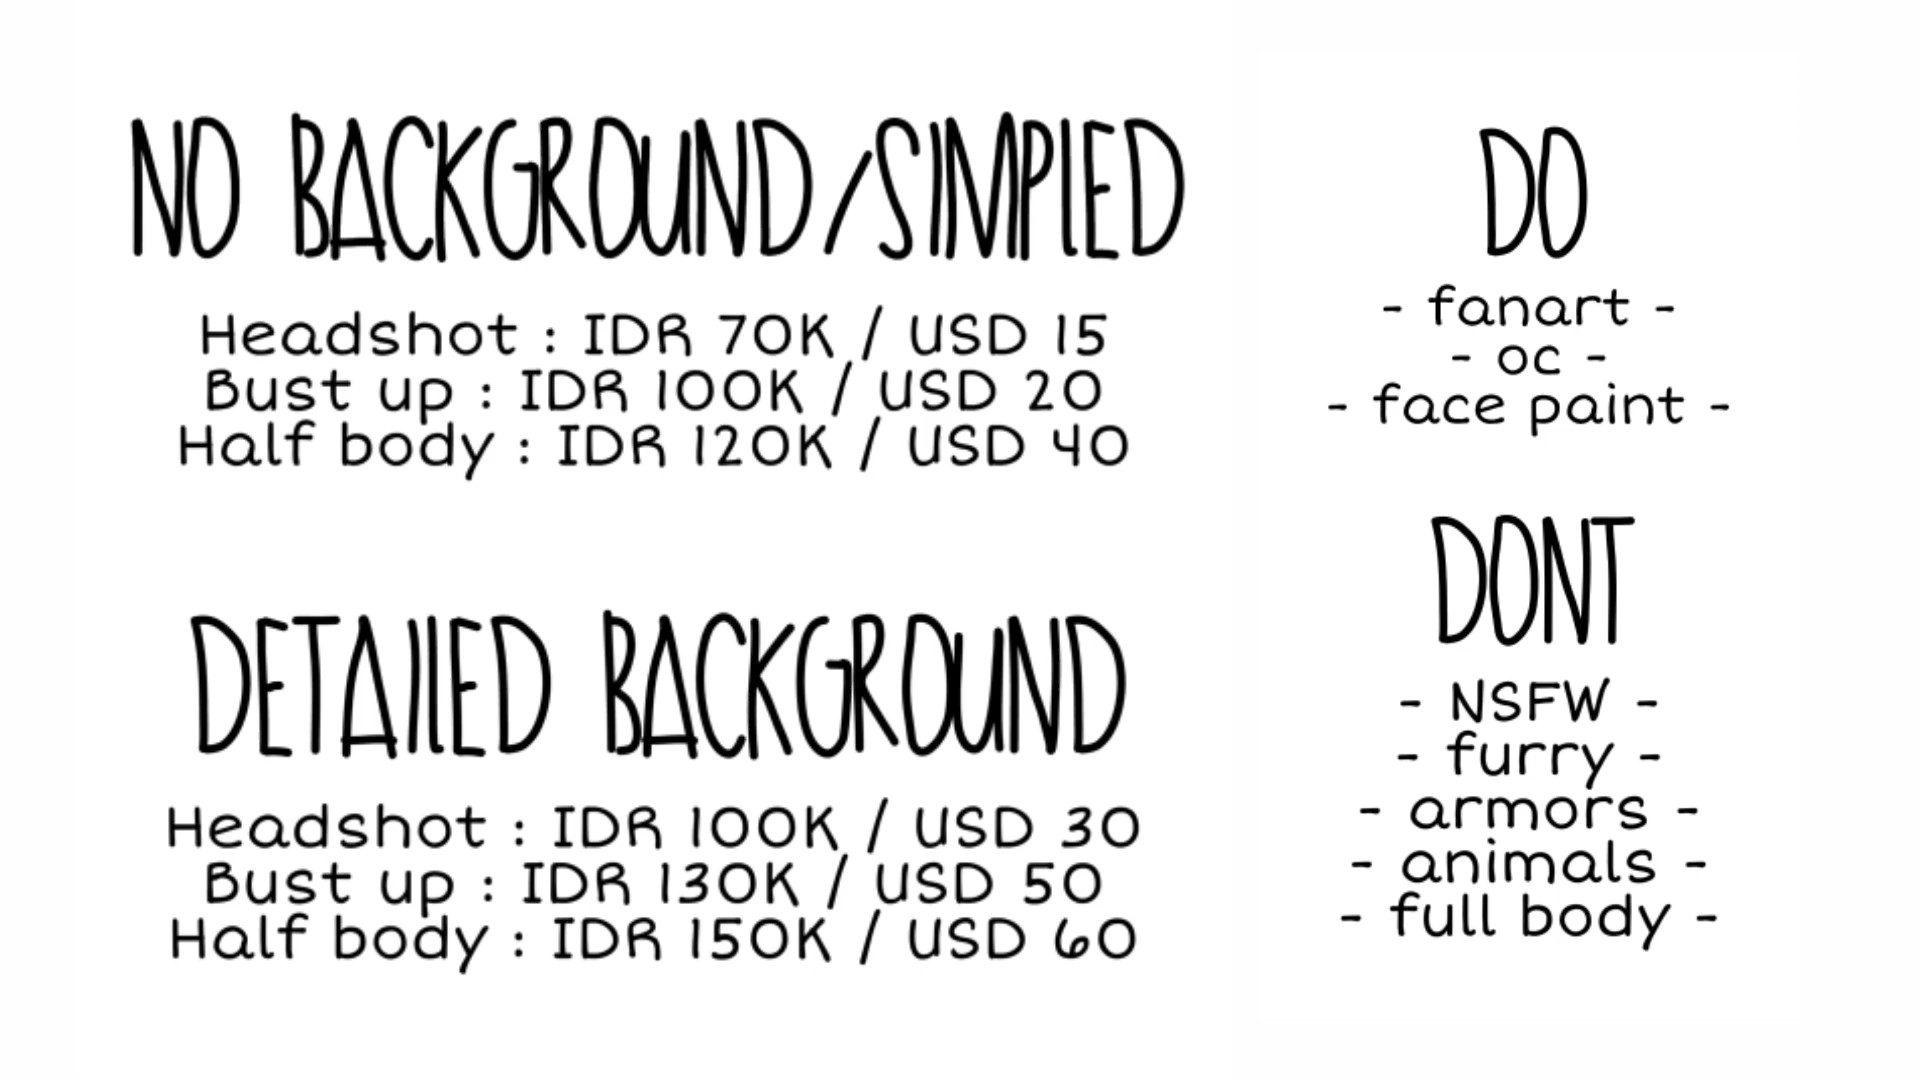 NO BACKGROUND/SIMPLED
Headshot : IDR 70K / USD 15
Bust up : IDR 100K / USD 20
Half body : IDR 120K / USD 40
DETAILED BACKGROUND
Headshot : IDR 100K / USD 30
Bust up : IDR 130K / USD 50
Half body : IDR 150K / USD 60
DO
- fanart -
- oc -
- face paint -
DONT
- NSFW -
- furry -
- armors -
- animals -
- full body -